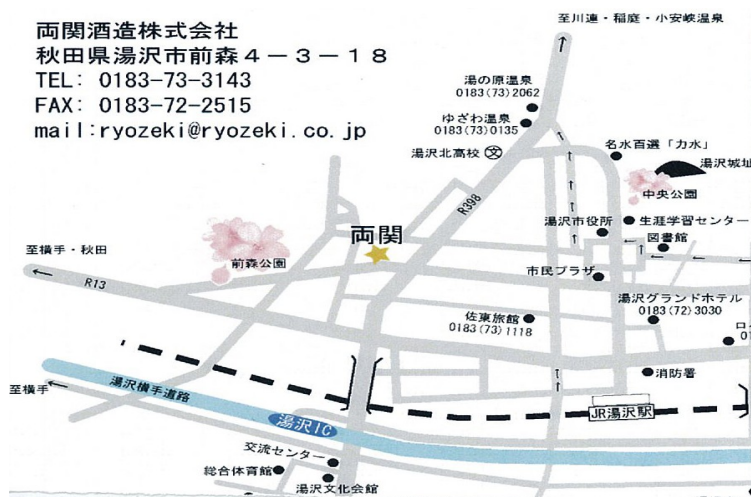 両関酒造株式会社
秋田県湯沢市前森４－３－１８
TEL: 0183-73-3143
FAX: 0183-72-2515
mail:ryozeki@ryozeki.co.jp
至川連・稲庭・小安峡温泉
湯の原温泉
0183(73)2062
ゆざわ温泉
0183(73)0135
湯沢北高校
文
名水百選「力水」
湯沢城址
中央公園
R398
両関
湯沢市役所
生涯学習センター
図書館
至横手・秋田
前森公園
R13
市民プラザ
湯沢グランドホテル
0183(72)3030
佐東旅館
0183(73)1118
消防署
至横手
湯沢横手道路
湯沢IC
JR湯沢駅
交流センター
総合体育館
湯沢文化会館